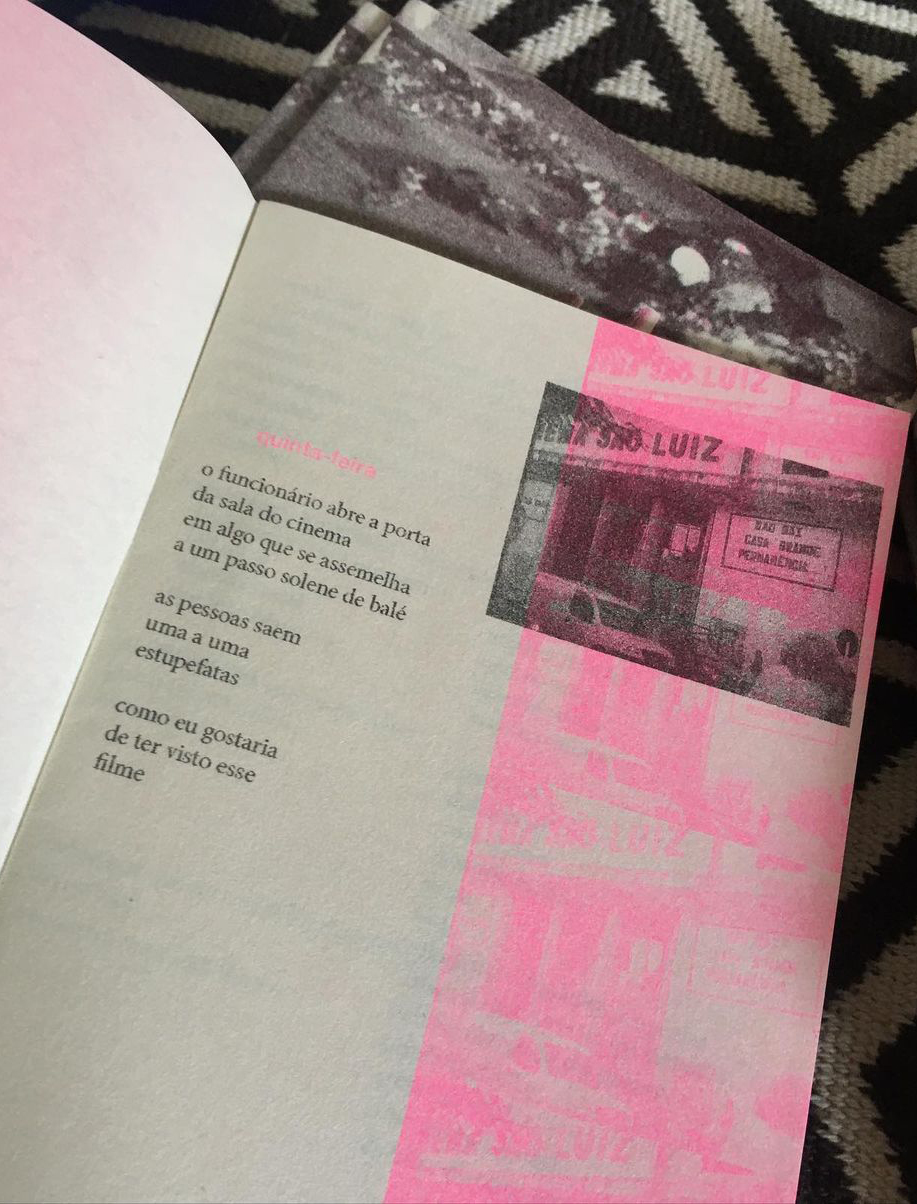 quinta-feira
o funcionário abre a porta
da sala do cinema
em algo que se assemelha
a um passo solene de balé
as pessoas saem
uma a uma
estupefatas
como eu gostaria
de ter visto esse
filme
SÃO LUIZ
SÃO LUIZ
CASA GRANDE
PERMANÊNCIA
SÃO LUIZ
SÃO LUIZ